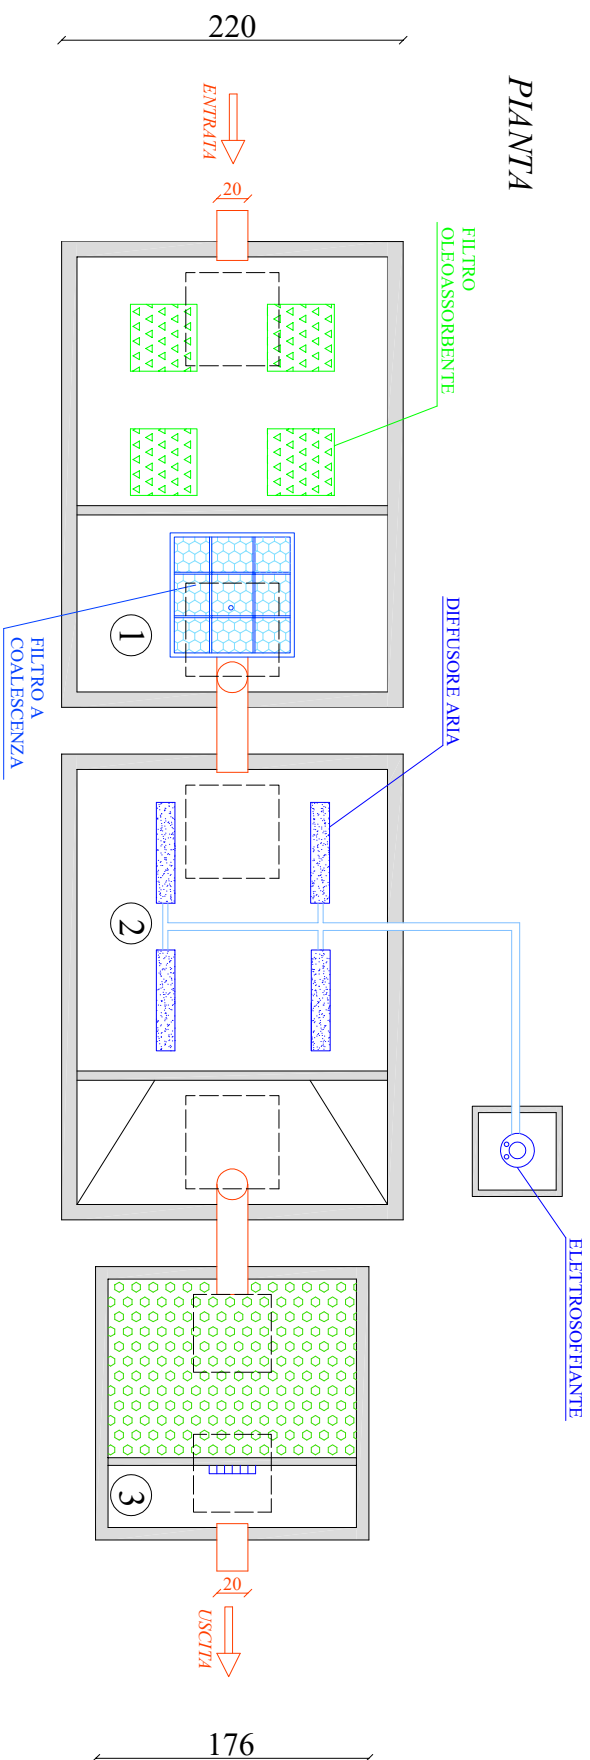 220
PIANTA
ENTRATA
20
FILTRO
OLEOASSORBENTE
1
FILTRO A
COALESCENZA
DIFFUSORE ARIA
2
ELETTROSOFFIANTE
3
20
USCITA
176